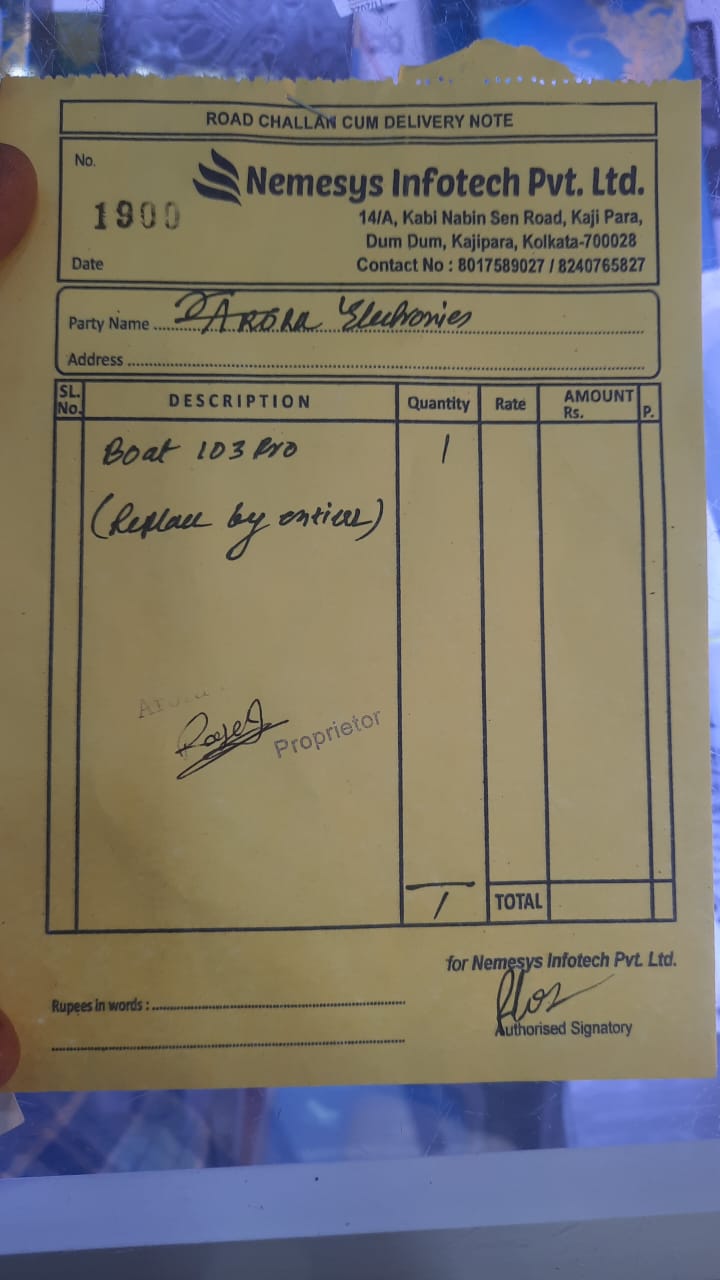 ROAD CHALLAN CUM DELIVERY NOTE
No.
1900
Nemesys Infotech Pvt. Ltd.
14/A, Kabi Nabin Sen Road, Kaji Para,
Dum Dum, Kajipara, Kolkata-700028
Date
Contact No : 8017589027 / 8240765827
Party Name Arora Electronics
Address
SL. No. DESCRIPTION Quantity Rate AMOUNT Rs. P.
Boat 103 Pro 1
(Replace by
Proprietor
1 TOTAL
for Nemesys Infotech Pvt. Ltd.
Rupees in words :
Authorised Signatory